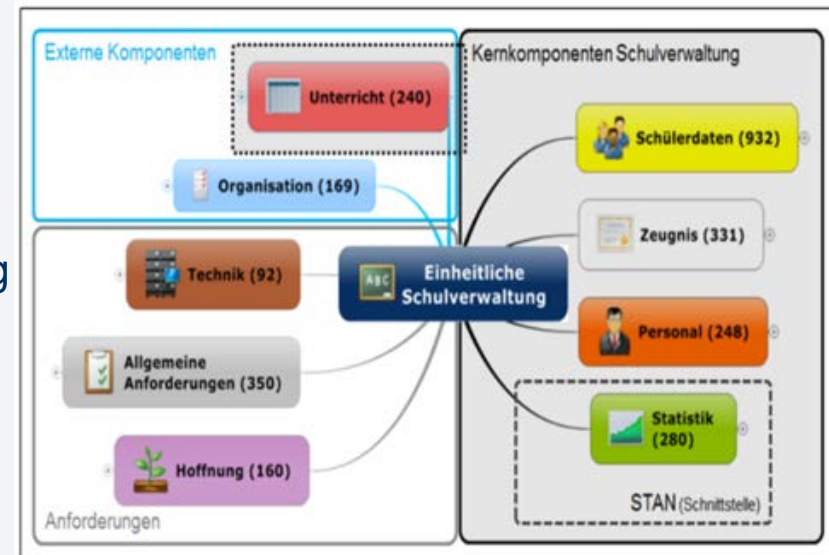 Externe Komponenten
Unterricht (240)
Organisation (169)
Kernkomponenten Schulverwaltung
Schülerdaten (932)
Zeugnis (331)
Personal (248)
Statistik
(280)
STAN (Schnittstelle)
g
ABC
Einheitliche
Schulverwaltung
Technik (92)
Allgemeine
Anforderungen (350)
Hoffnung (160)
Anforderungen